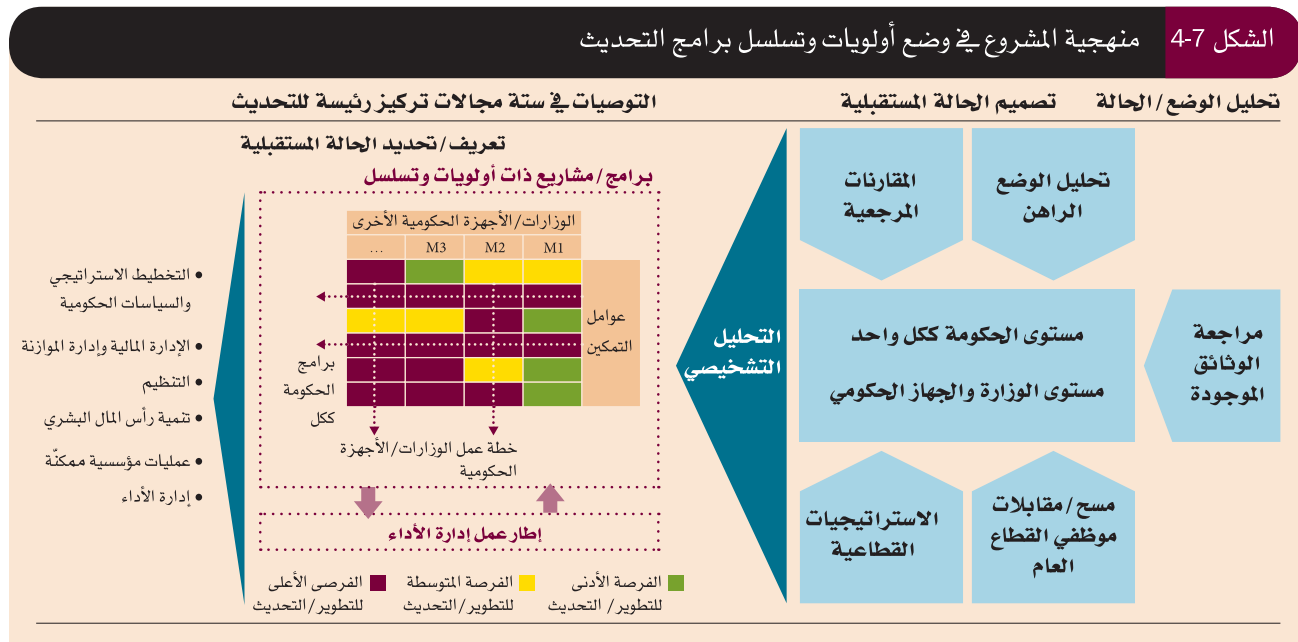 الشكل 7-4 منهجية المشروع في وضع أولويات وتسلسل برامج التحديث
تحليل الوضع/الحالة
تصميم الحالة المستقبلية
التوصيات في ستة مجالات تركيز رئيسة للتحديث
مراجعة
الوثائق
الموجودة
تحليل الوضع
الراهن
المقارنات
المرجعية
مستوى الحكومة ككل واحد
مستوى الوزارة والجهاز الحكومي
مسح/مقابلات
موظفي القطاع
العام
الاستراتيجيات
القطاعية
التحليل
التشخيصي
تعريف/تحديد الحالة المستقبلية
برامج/مشاريع ذات أولويات وتسلسل
الوزارات/الأجهزة الحكومية الأخرى
M1 M2 M3 ...
عوامل
التمكين
برامج
الحكومة
ككل
خطة عمل الوزارات/الأجهزة
الحكومية
إطار عمل إدارة الأداء
الفرصة الأدنى
للتطوير/ التحديث
الفرصة المتوسطة
للتطوير/التحديث
الفرصى الأعلى
للتطوير/التحديث
• التخطيط الاستراتيجي
والسياسات الحكومية
• الإدارة المالية وإدارة الموازنة
• التنظيم
• تنمية رأس المال البشري
• عمليات مؤسسية ممكنّة
• إدارة الأداء